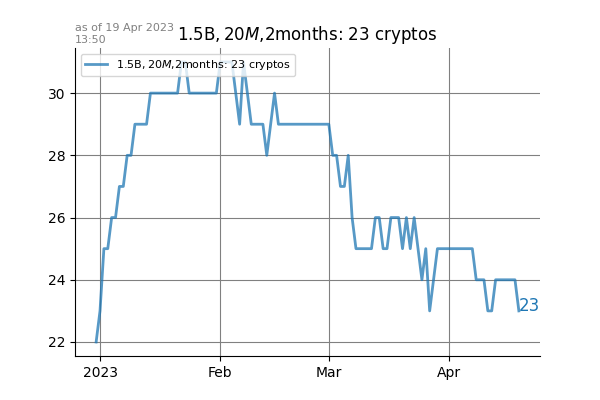 as of 19 Apr 2023
13:50
1.5B, 20M,2months: 23 cryptos
1.5B, 20M,2months: 23 cryptos
30
28
26
24
22
23
2023
Feb
Mar
Apr